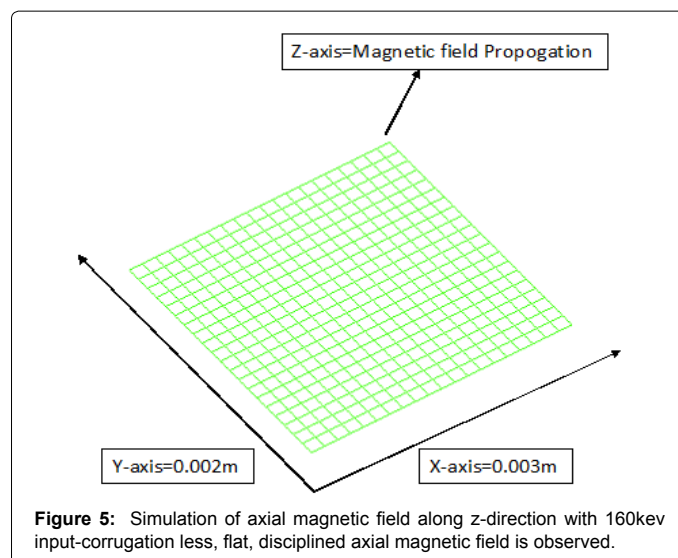 Z-axis=Magnetic field Propogation
Y-axis=0.002m
X-axis=0.003m
Figure 5: Simulation of axial magnetic field along z-direction with 160kev
input-corrugation less, flat, disciplined axial magnetic field is observed.